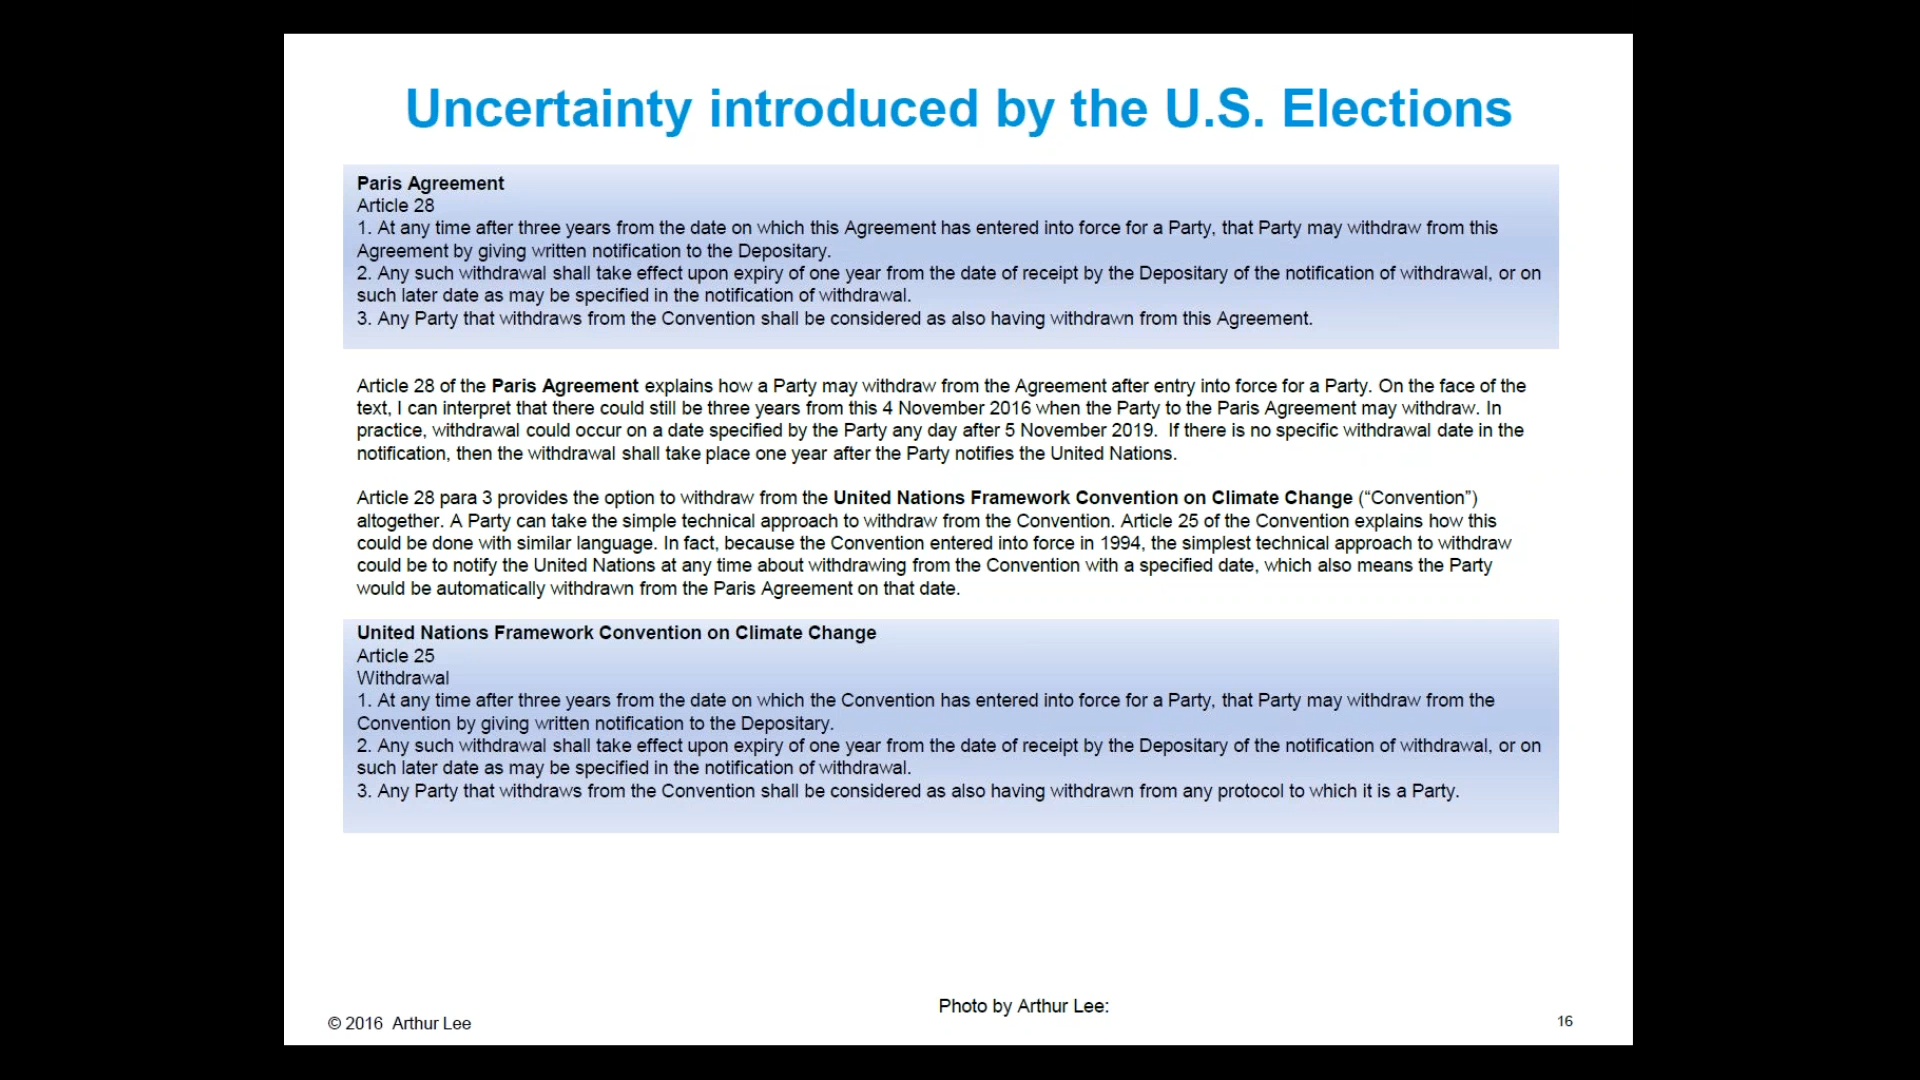 Uncertainty introduced by the U.S. Elections
Paris Agreement
Article 28
1. At any time after three years from the date on which this Agreement has entered into force for a Party, that Party may withdraw from this
Agreement by giving written notification to the Depositary.
2. Any such withdrawal shall take effect upon expiry of one year from the date of receipt by the Depositary of the notification of withdrawal, or on
such later date as may be specified in the notification of withdrawal.
3. Any Party that withdraws from the Convention shall be considered as also having withdrawn from this Agreement.
Article 28 of the Paris Agreement explains how a Party may withdraw from the Agreement after entry into force for a Party. On the face of the
text, I can interpret that there could still be three years from this 4 November 2016 when the Party to the Paris Agreement may withdraw. In
practice, withdrawal could occur on a date specified by the Party any day after 5 November 2019. If there is no specific withdrawal date in the
notification, then the withdrawal shall take place one year after the Party notifies the United Nations.
Article 28 para 3 provides the option to withdraw from the United Nations Framework Convention on Climate Change (“Convention”)
altogether. A Party can take the simple technical approach to withdraw from the Convention. Article 25 of the Convention explains how this
could be done with similar language. In fact, because the Convention entered into force in 1994, the simplest technical approach to withdraw
could be to notify the United Nations at any time about withdrawing from the Convention with a specified date, which also means the Party
would be automatically withdrawn from the Paris Agreement on that date.
United Nations Framework Convention on Climate Change
Article 25
Withdrawal
1. At any time after three years from the date on which the Convention has entered into force for a Party, that Party may withdraw from the
Convention by giving written notification to the Depositary.
2. Any such withdrawal shall take effect upon expiry of one year from the date of receipt by the Depositary of the notification of withdrawal, or on
such later date as may be specified in the notification of withdrawal.
3. Any Party that withdraws from the Convention shall be considered as also having withdrawn from any protocol to which it is a Party.
Photo by Arthur Lee:
© 2016 Arthur Lee
16